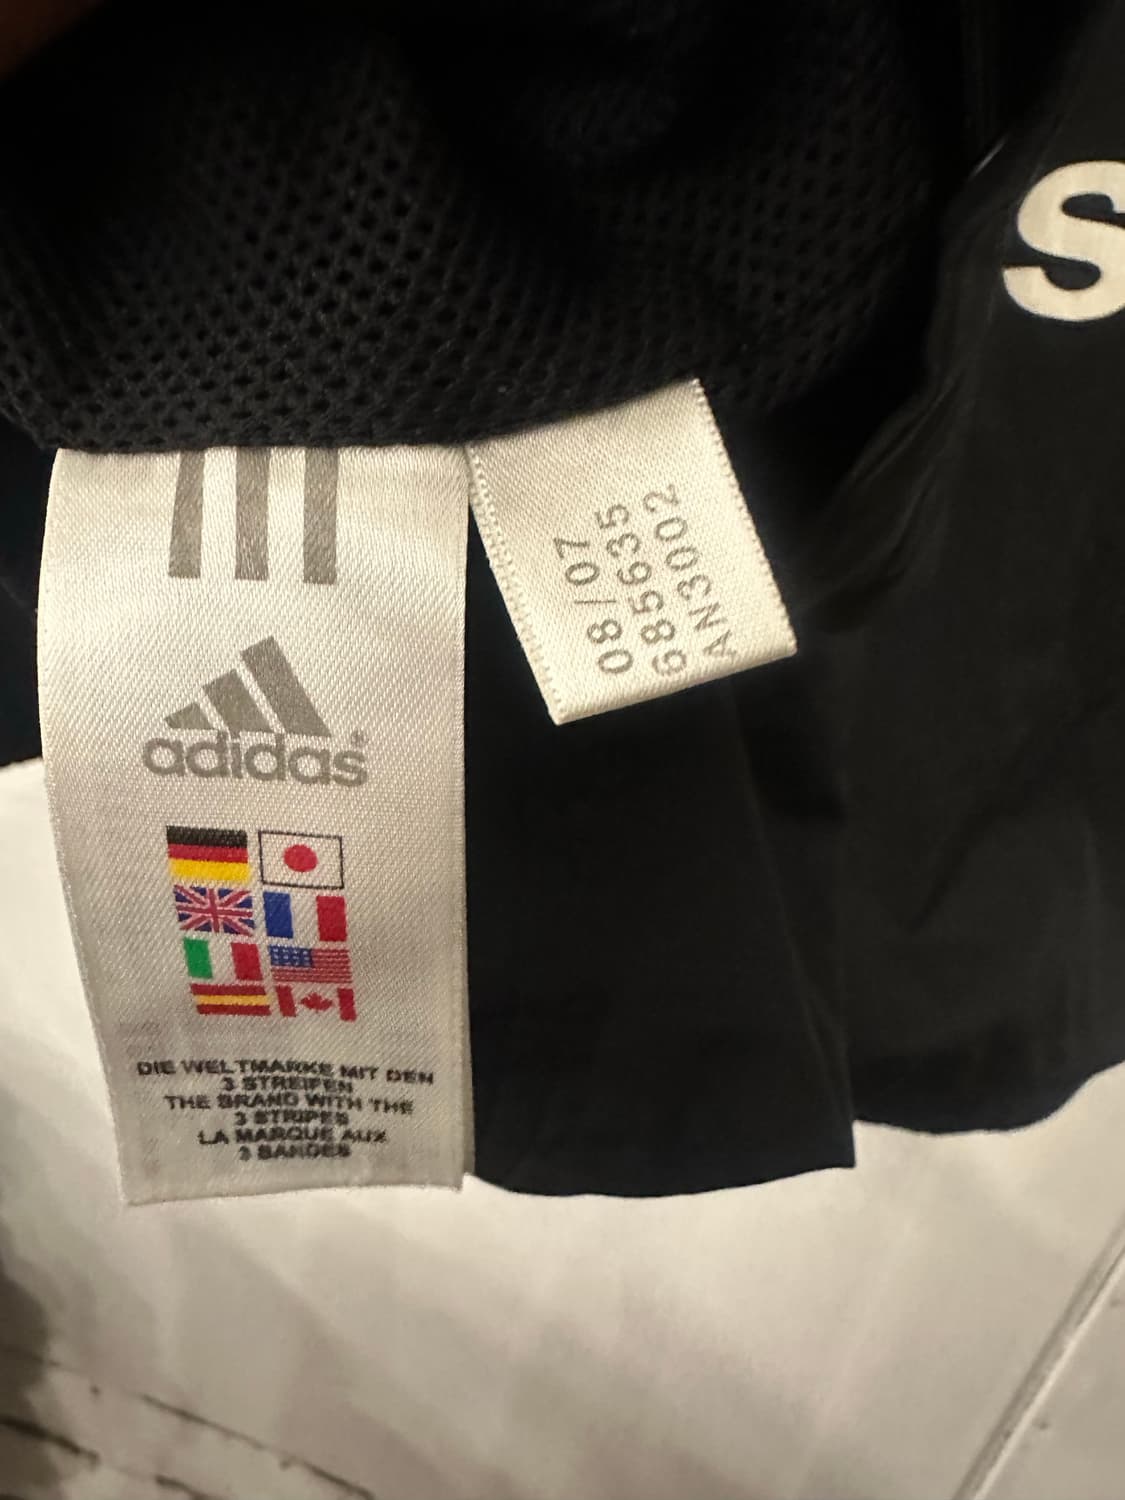 S
adidas®
DIE WELTMARKE MIT DEN
3 STREIFEN
THE BRAND WITH THE
3 STRIPES
LA MARQUE AUX
3 BANDES
08/07
685635
AN3002